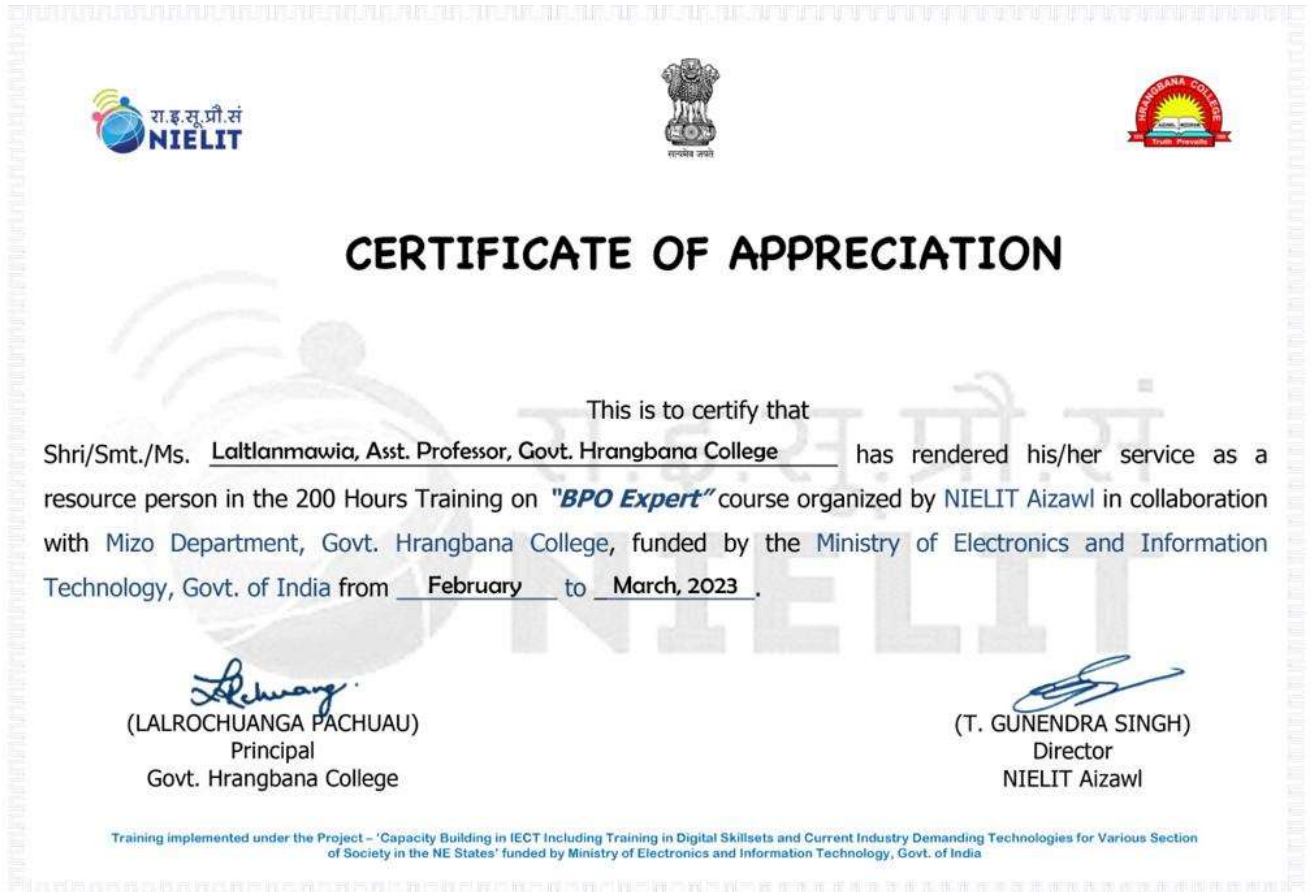 रा.इ.सू.प्रौ.सं
NIELIT
सत्यमेव जयते
HRANGBANA COLLEGE
AIZAWL MIZORAM
Truth Prevails
CERTIFICATE OF APPRECIATION
This is to certify that
Shri/Smt./Ms. Laltlanmawia, Asst. Professor, Govt. Hrangbana College has rendered his/her service as a
resource person in the 200 Hours Training on "BPO Expert" course organized by NIELIT Aizawl in collaboration
with Mizo Department, Govt. Hrangbana College, funded by the Ministry of Electronics and Information
Technology, Govt. of India from February to March, 2023.
रा.इ.सू.प्रौ.सं
NIELIT
(LALROCHUANGA PACHUAU)
Principal
Govt. Hrangbana College
(T. GUNENDRA SINGH)
Director
NIELIT Aizawl
Training implemented under the Project – 'Capacity Building in IECT Including Training in Digital Skillsets and Current Industry Demanding Technologies for Various Section
of Society in the NE States' funded by Ministry of Electronics and Information Technology, Govt. of India